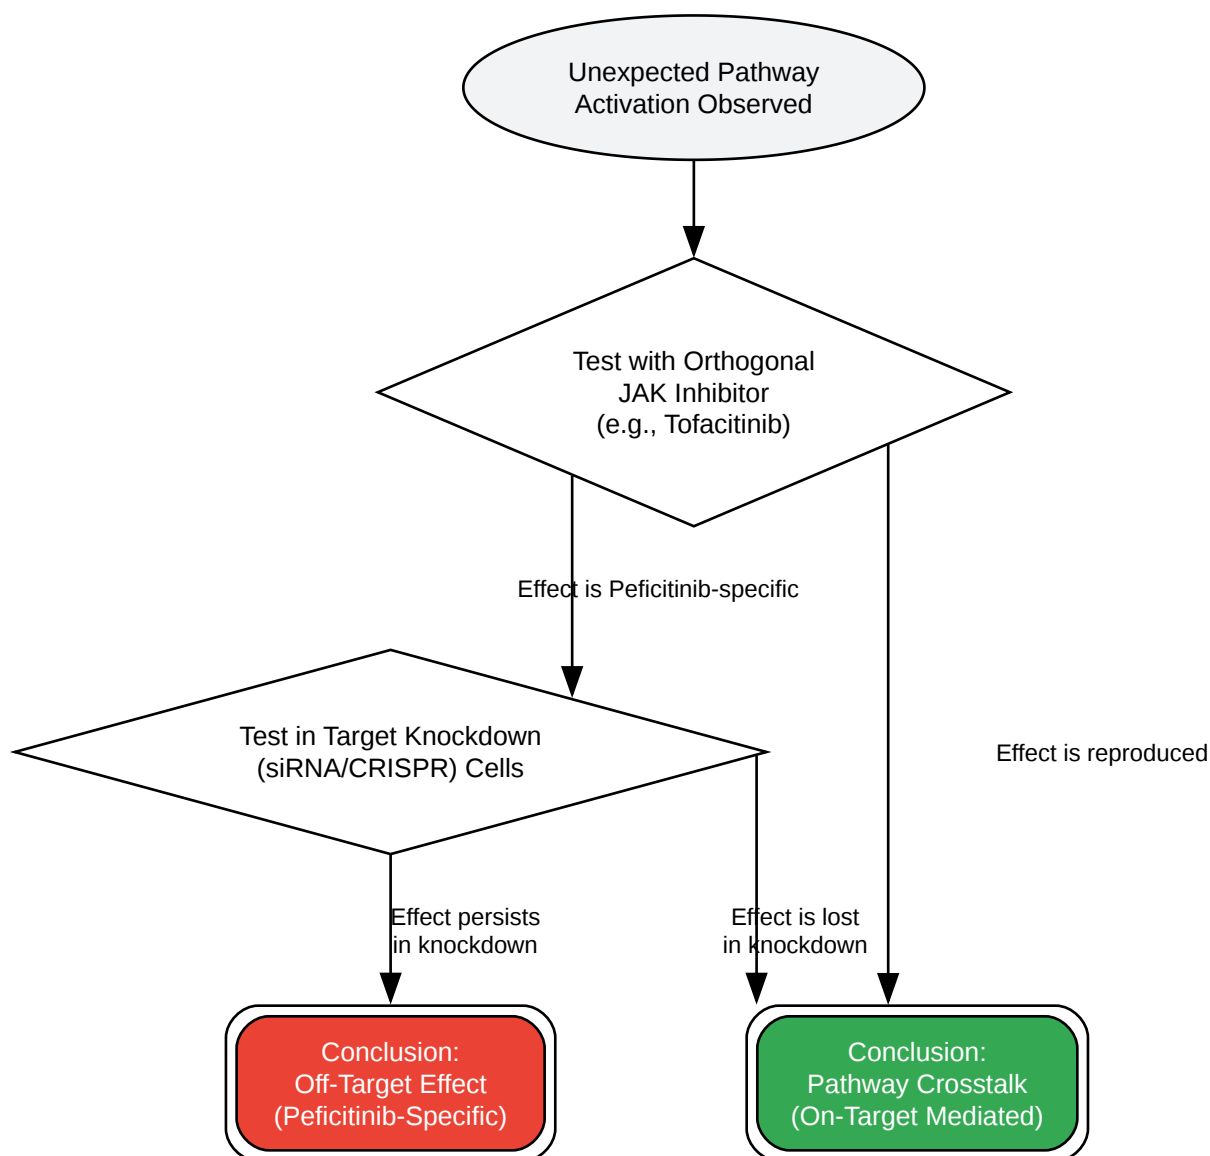 Unexpected Pathway
Activation Observed
Test with Orthogonal
JAK Inhibitor
(e.g., Tofacitinib)
Effect is Peficitinib-specific
Test in Target Knockdown
(siRNA/CRISPR) Cells
Effect is reproduced
Effect persists
in knockdown
Effect is lost
in knockdown
Conclusion:
Off-Target Effect
(Peficitinib-Specific)
Conclusion:
Pathway Crosstalk
(On-Target Mediated)